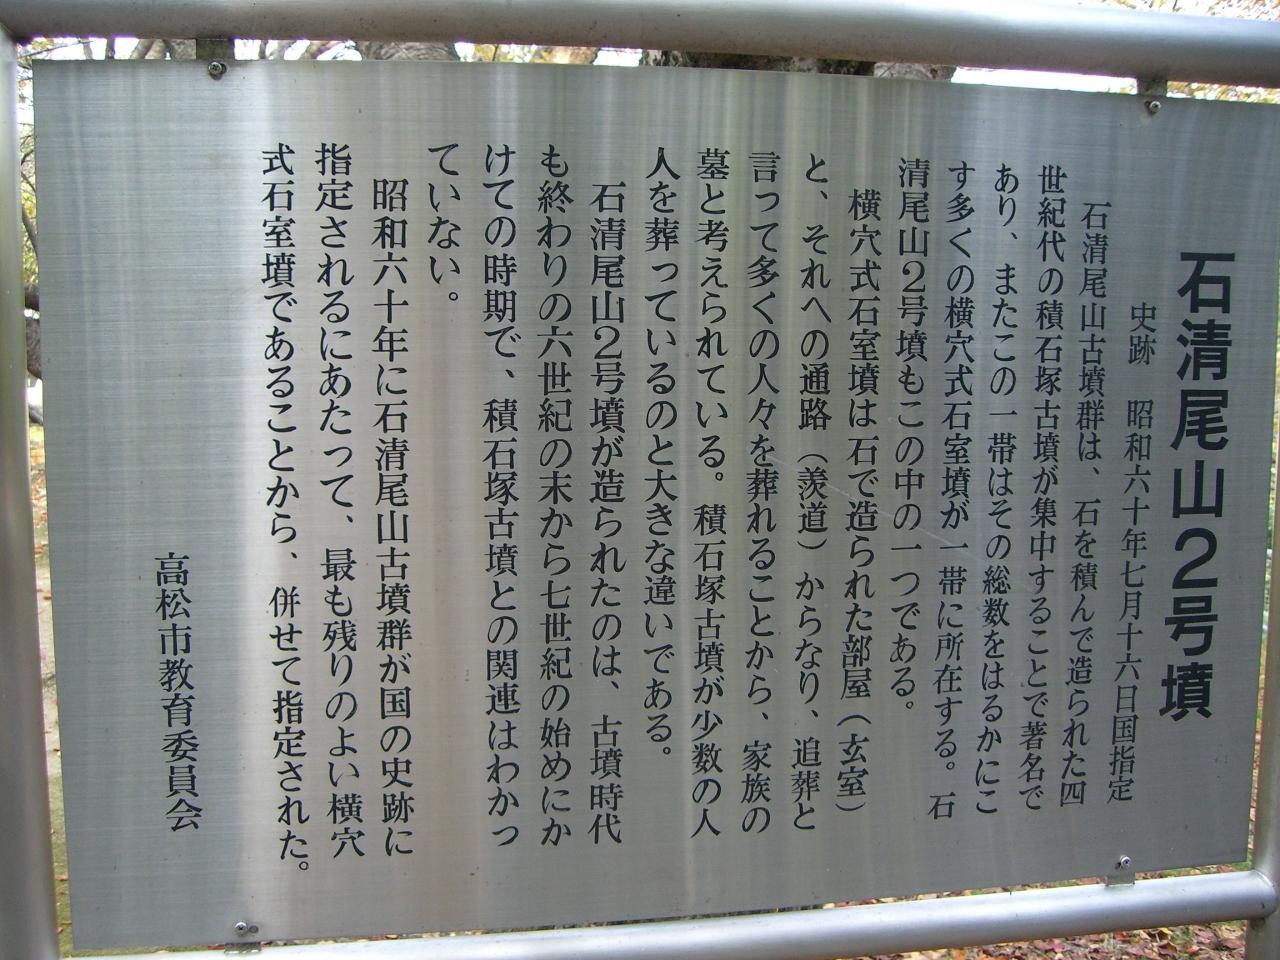 石清尾山２号墳
史跡　昭和六十年七月十六日国指定
石清尾山古墳群は、石を積んで造られた四
世紀代の積石塚古墳が集中することで著名で
あり、またこの一帯はその総数をはるかにこ
す多くの横穴式石室墳が一帯に所在する。石
清尾山２号墳もこの中の一つである。
横穴式石室墳は石で造られた部屋（玄室）
と、それへの通路（羨道）からなり、追葬と
言って多くの人々を葬れることから、家族の
墓と考えられている。積石塚古墳が少数の人
人を葬っているのと大きな違いである。
石清尾山２号墳が造られたのは、古墳時代
も終わりの六世紀の末から七世紀の始めにか
けての時期で、積石塚古墳との関連はわかっ
ていない。
昭和六十年に石清尾山古墳群が国の史跡に
指定されるにあたって、最も残りのよい横穴
式石室墳であることから、併せて指定された。
高松市教育委員会